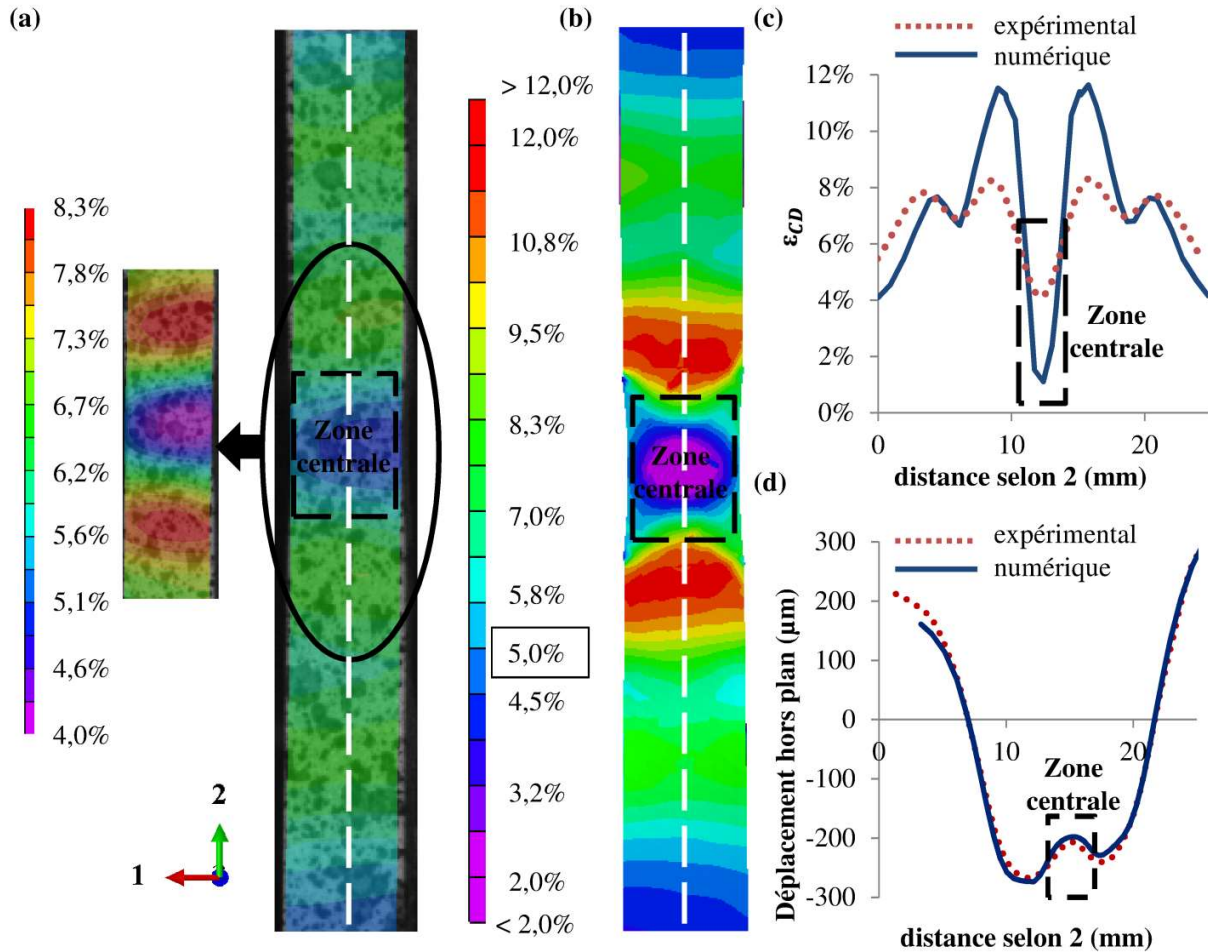 (a)
8,3%
7,8%
7,3%
6,7%
6,2%
5,6%
5,1%
4,6%
4,0%
2
1
Zone
centrale
(b)
> 12,0%
12,0%
10,8%
9,5%
8,3%
7,0%
5,8%
5,0%
4,5%
3,2%
2,0%
< 2,0%
Zone
centrale
(c)
expérimental
numérique
12%
10%
8%
6%
4%
2%
0%
εCD
Zone
centrale
0
10
20
distance selon 2 (mm)
(d)
expérimental
numérique
300
200
100
0
-100
-200
-300
Déplacement hors plan (µm)
0
10
20
Zone
centrale
distance selon 2 (mm)